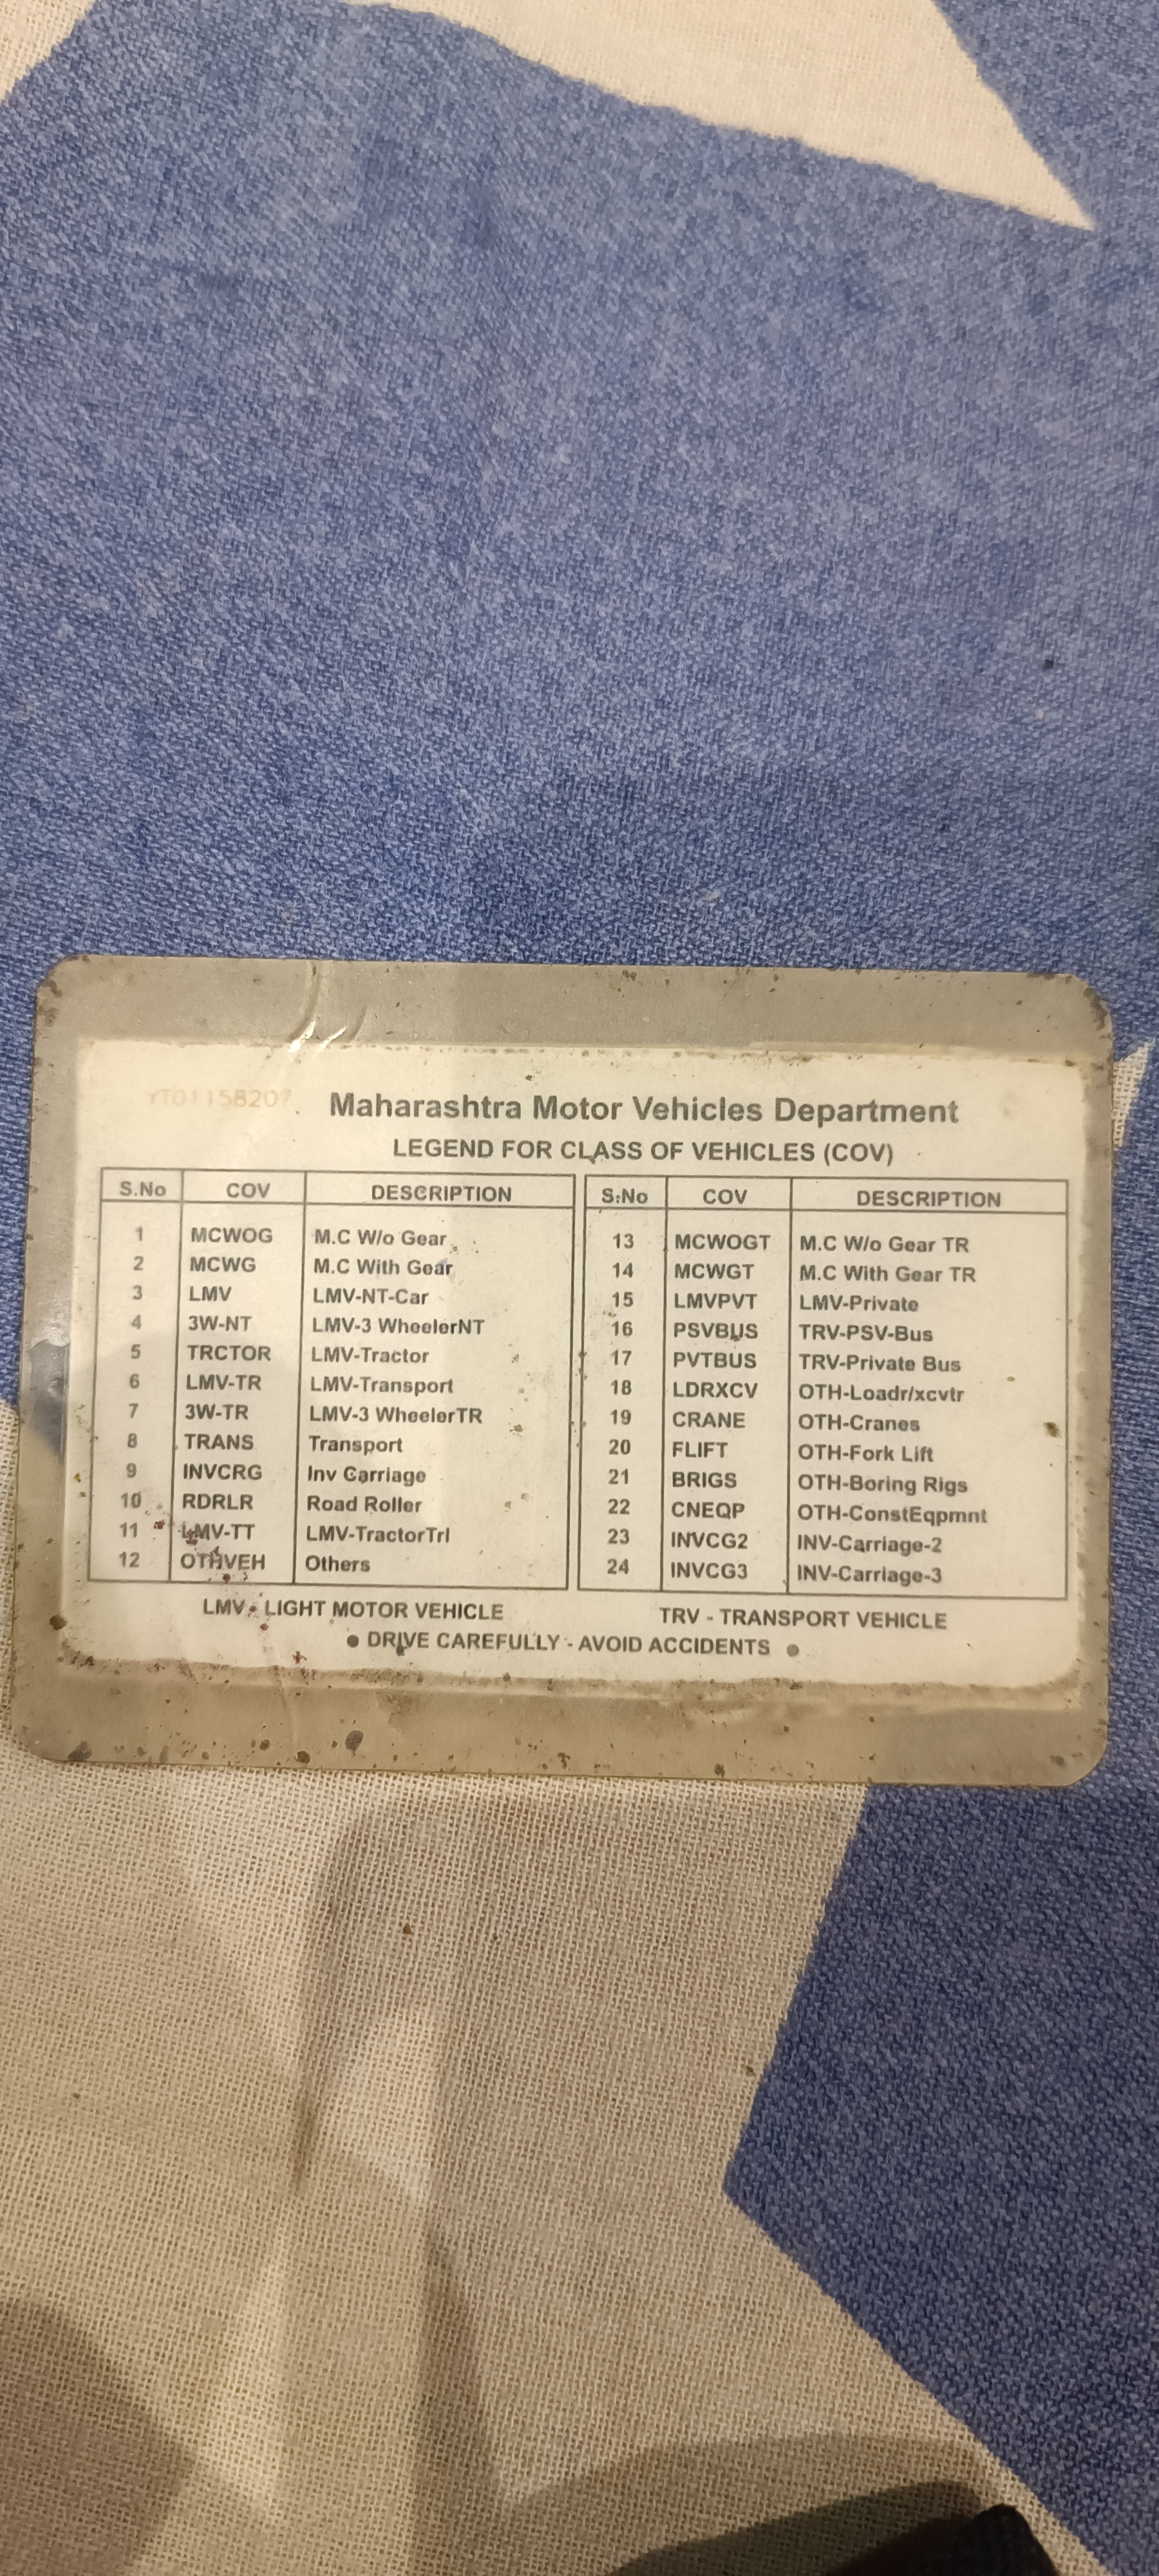 YT01158207
Maharashtra Motor Vehicles Department
LEGEND FOR CLASS OF VEHICLES (COV)
S.No COV DESCRIPTION S.No COV DESCRIPTION
1 MCWOG M.C W/o Gear 13 MCWOGT M.C W/o Gear TR
2 MCWG M.C With Gear 14 MCWGT M.C With Gear TR
3 LMV LMV-NT-Car 15 LMVPVT LMV-Private
4 3W-NT LMV-3 WheelerNT 16 PSVBUS TRV-PSV-Bus
5 TRCTOR LMV-Tractor 17 PVTBUS TRV-Private Bus
6 LMV-TR LMV-Transport 18 LDRXCV OTH-Loadr/xcvtr
7 3W-TR LMV-3 WheelerTR 19 CRANE OTH-Cranes
8 TRANS Transport 20 FLIFT OTH-Fork Lift
9 INVCRG Inv Carriage 21 BRIGS OTH-Boring Rigs
10 RDRLR Road Roller 22 CNEQP OTH-ConstEqpmnt
11 LMV-TT LMV-TractorTrl 23 INVCG2 INV-Carriage-2
12 OTHVEH Others 24 INVCG3 INV-Carriage-3
LMV - LIGHT MOTOR VEHICLE TRV - TRANSPORT VEHICLE
● DRIVE CAREFULLY - AVOID ACCIDENTS ●